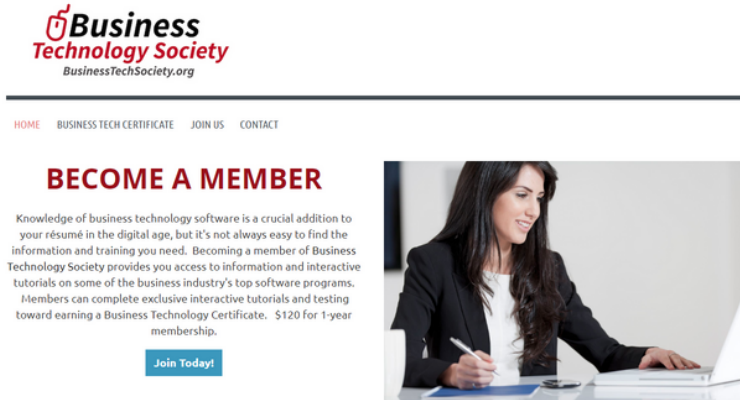 Business
Technology Society
BusinessTechSociety.org
HOME BUSINESS TECH CERTIFICATE JOIN US CONTACT
BECOME A MEMBER
Knowledge of business technology software is a crucial addition to
your résumé in the digital age, but it's not always easy to find the
information and training you need. Becoming a member of Business
Technology Society provides you access to information and interactive
tutorials on some of the business industry's top software programs.
Members can complete exclusive interactive tutorials and testing
toward earning a Business Technology Certificate. $120 for 1-year
membership.
Join Today!